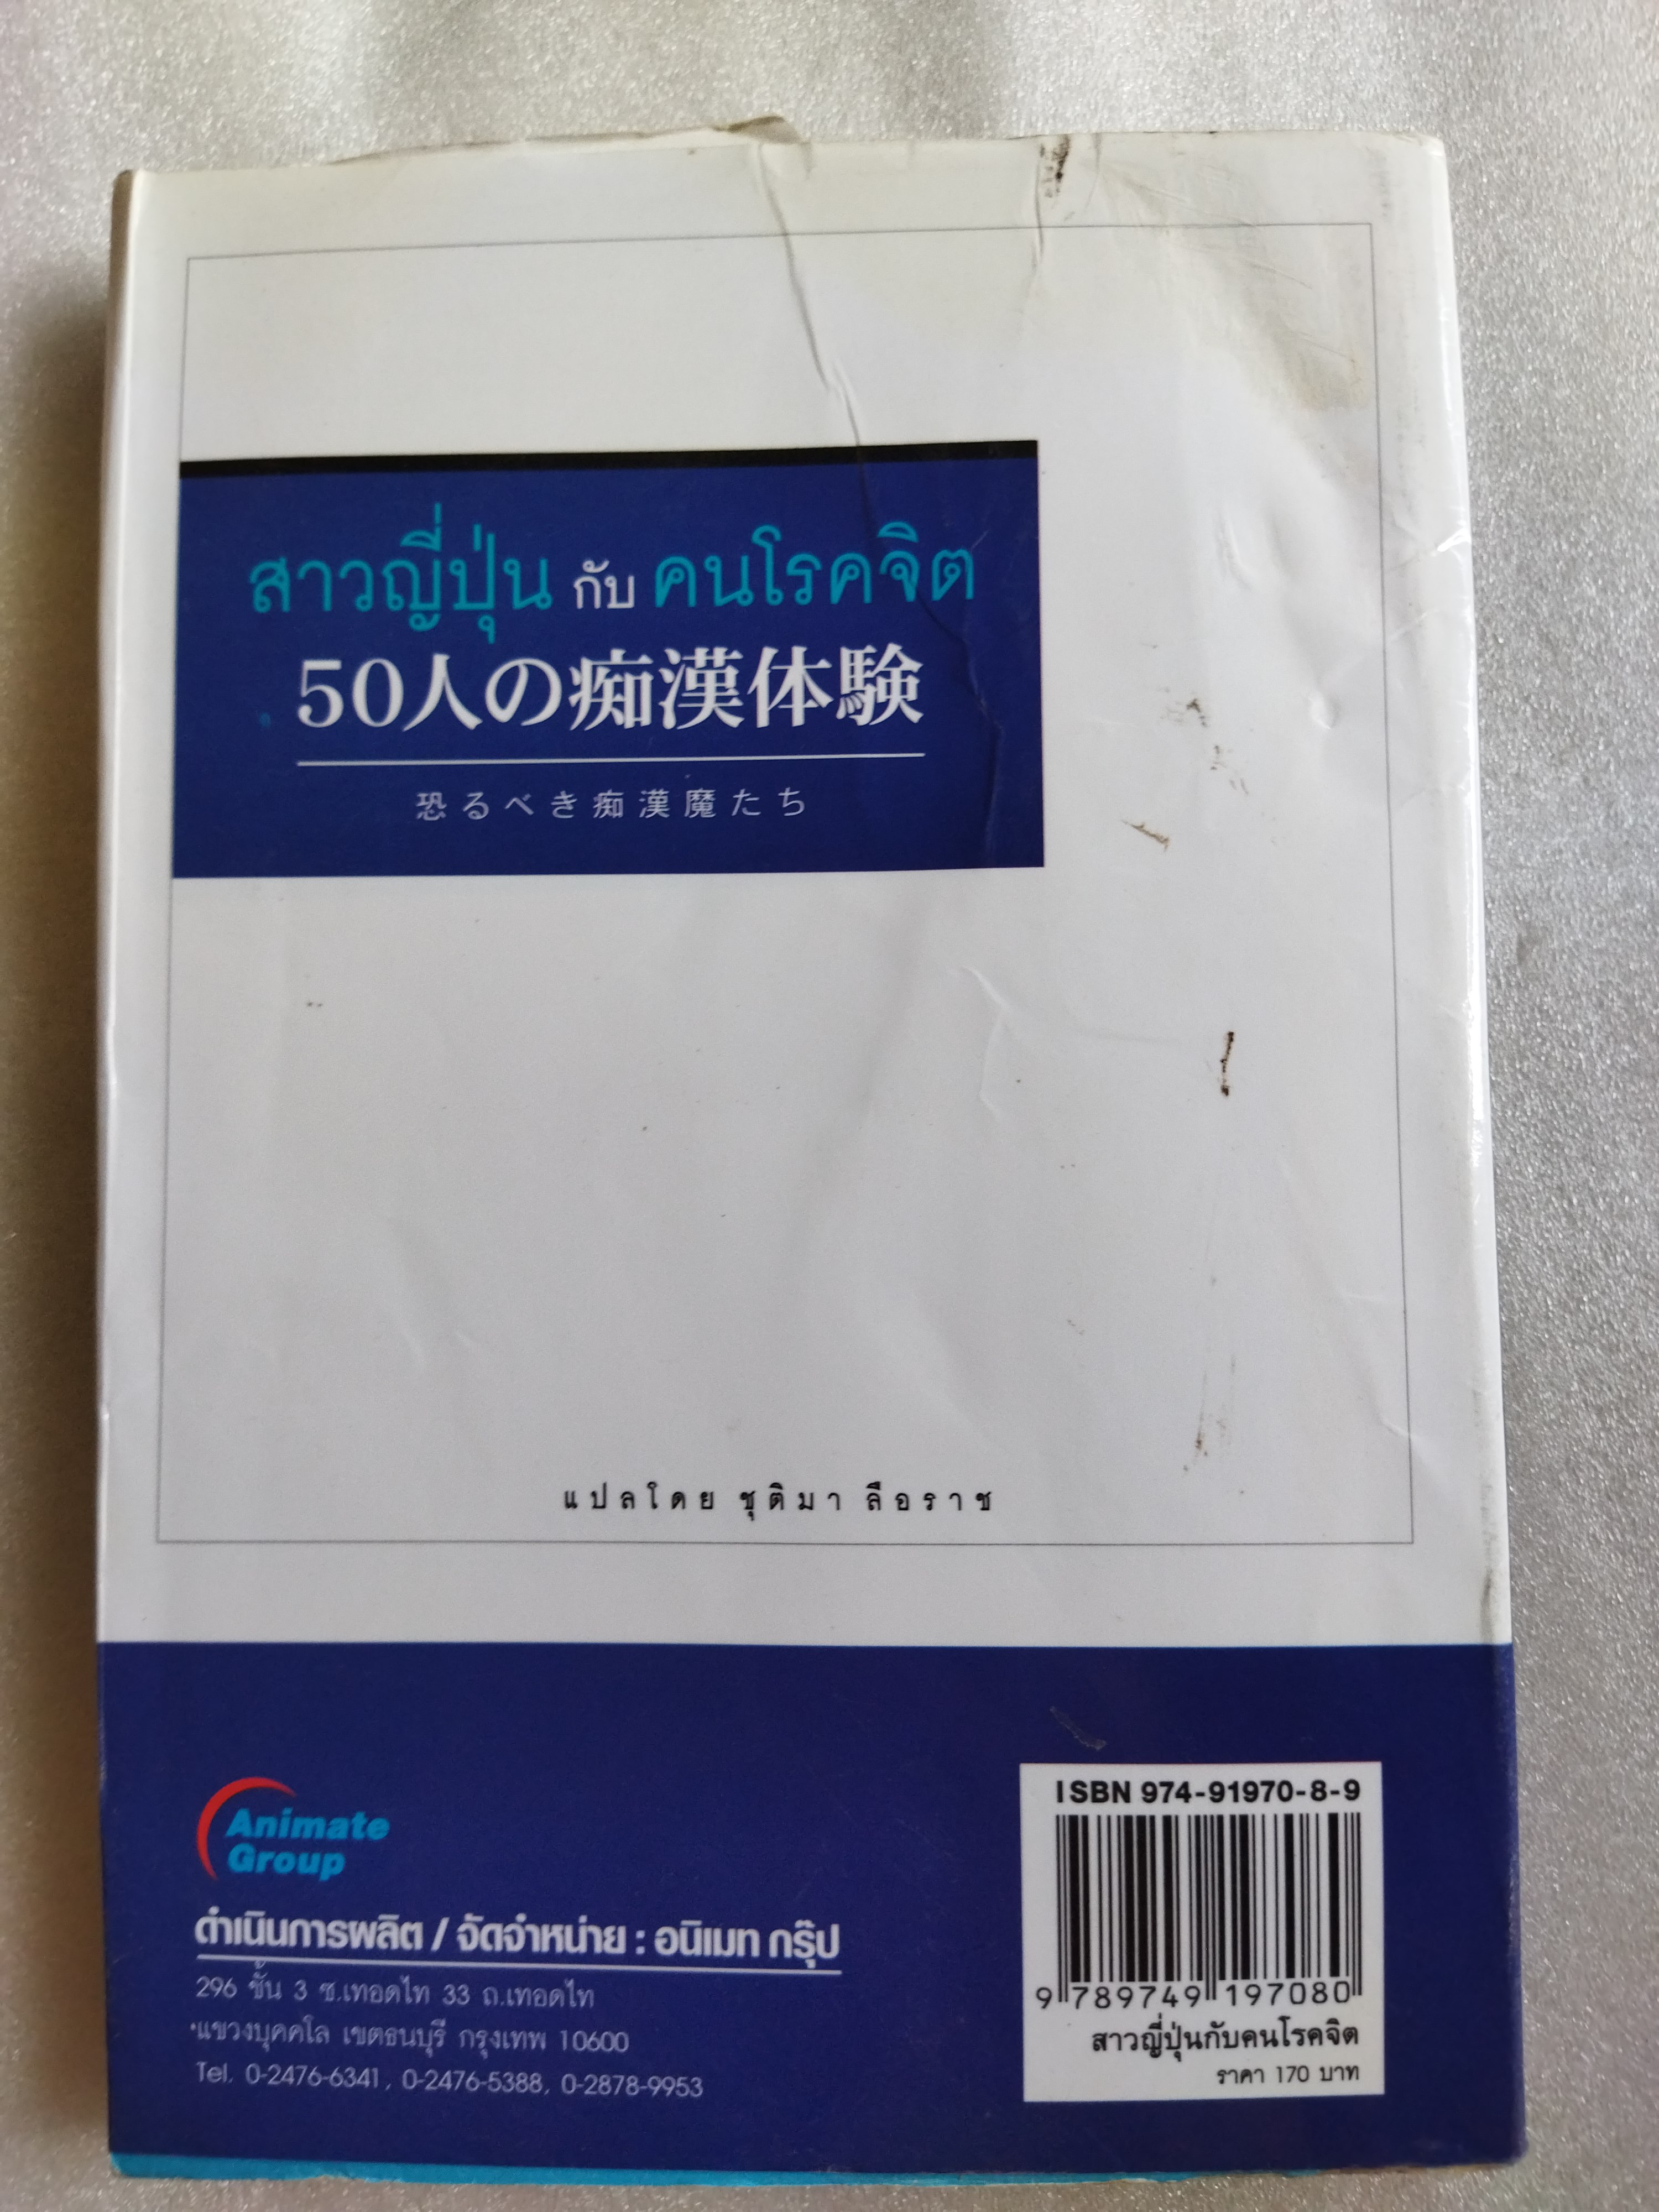 สาวญี่ปุ่น กับ คนโรคจิต
50人の痴漢体験
恐るべき痴漢魔たち
แปลโดย ชุติมา ลือราช
Animate
Group
ดำเนินการผลิต / จัดจำหน่าย : อนิเมท กรุ๊ป
296 ชั้น 3 ซ.เทอดไท 33 ถ.เทอดไท
แขวงบุคคโล เขตธนบุรี กรุงเทพ 10600
Tel. 0-2476-6341, 0-2476-5388, 0-2878-9953
ISBN 974-91970-8-9
9 789749 197080
สาวญี่ปุ่นกับคนโรคจิต
ราคา 170 บาท